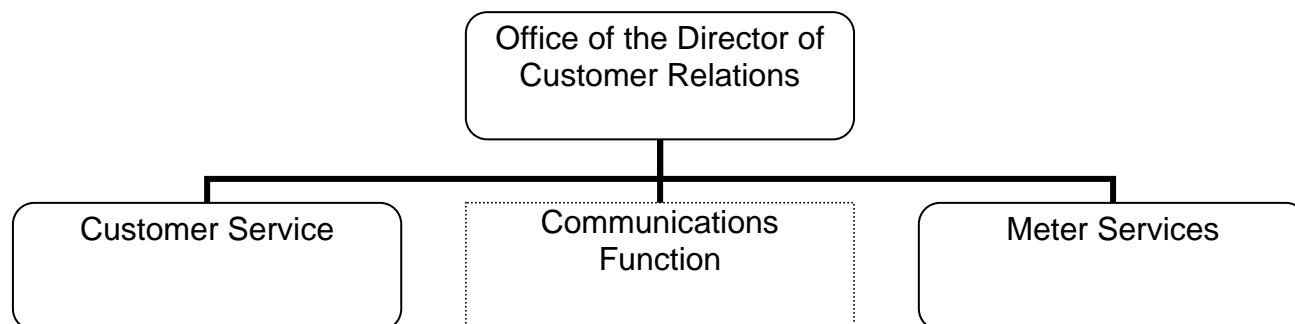 Office of the Director of
Customer Relations
Customer Service
Communications
Function
Meter Services